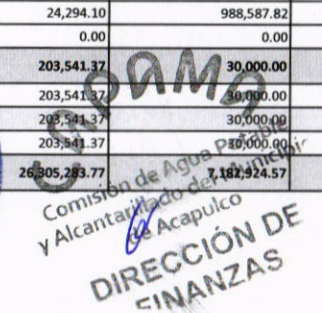 24,294.10 988,587.82
0.00 0.00
203,541.37 30,000.00
203,541.37 30,000.00
203,541.37 30,000.00
203,541.37 30,000.00
26,305,283.77 7,182,924.57
CAPAMA
Comisión de Agua Potable
y Alcantarillado del Municipio
de Acapulco
DIRECCIÓN DE
FINANZAS